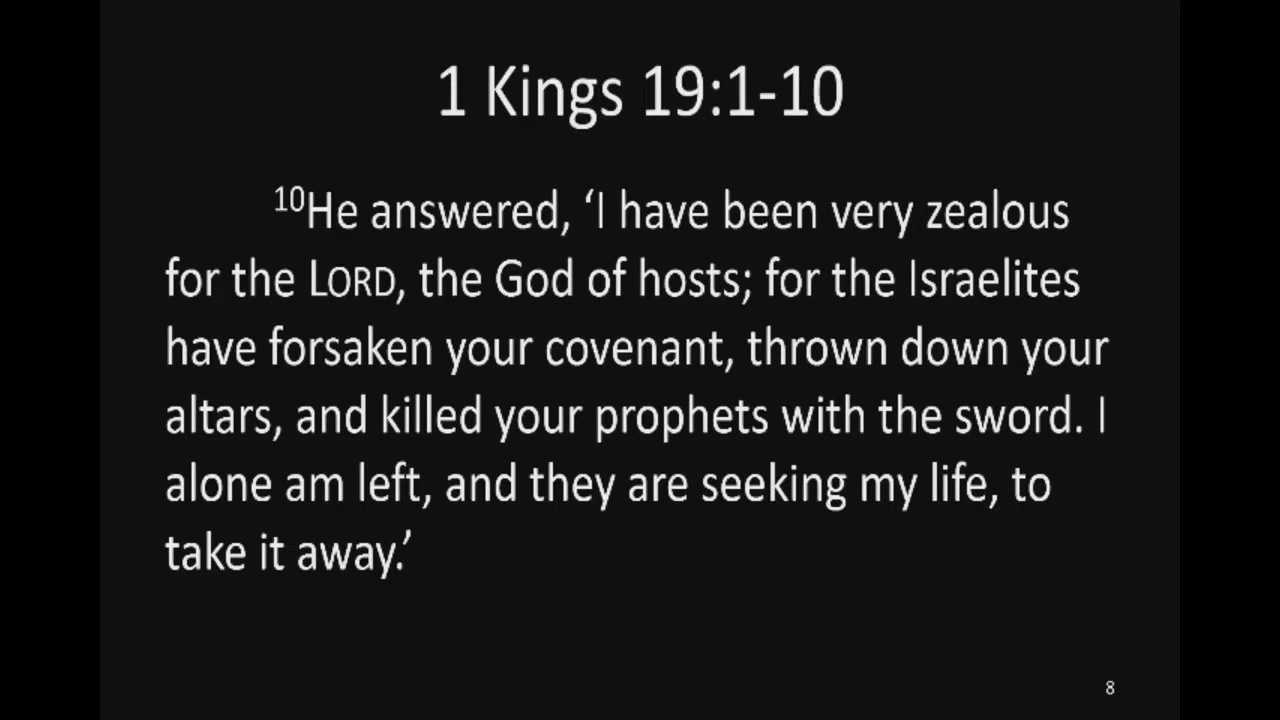 1 Kings 19:1-10
10He answered, ‘I have been very zealous
for the LORD, the God of hosts; for the Israelites
have forsaken your covenant, thrown down your
altars, and killed your prophets with the sword. I
alone am left, and they are seeking my life, to
take it away.’
8